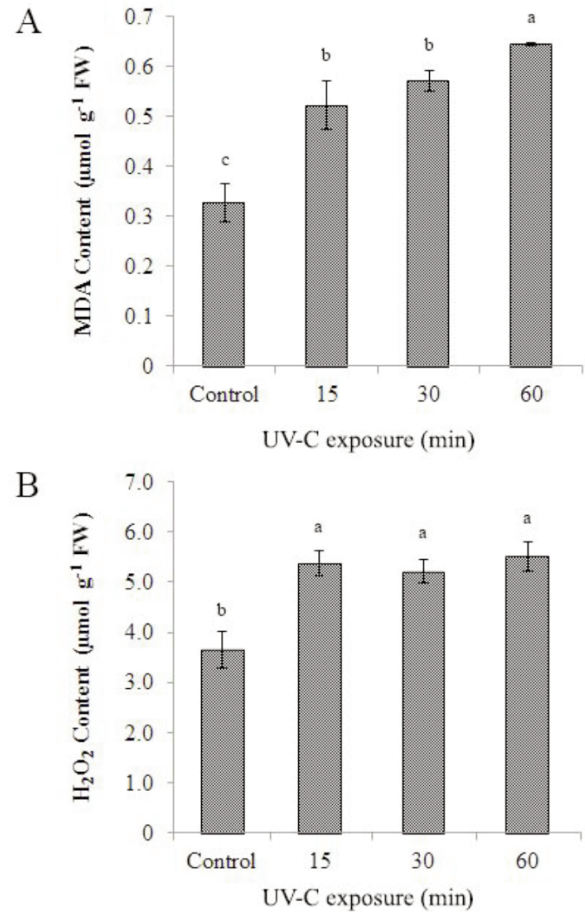 A
MDA Content (µmol g⁻¹ FW)
0.7
0.6
0.5
0.4
0.3
0.2
0.1
0
c
b
b
a
Control 15 30 60
UV-C exposure (min)
B
H₂O₂ Content (µmol g⁻¹ FW)
7.0
6.0
5.0
4.0
3.0
2.0
1.0
0
b
a
a
a
Control 15 30 60
UV-C exposure (min)